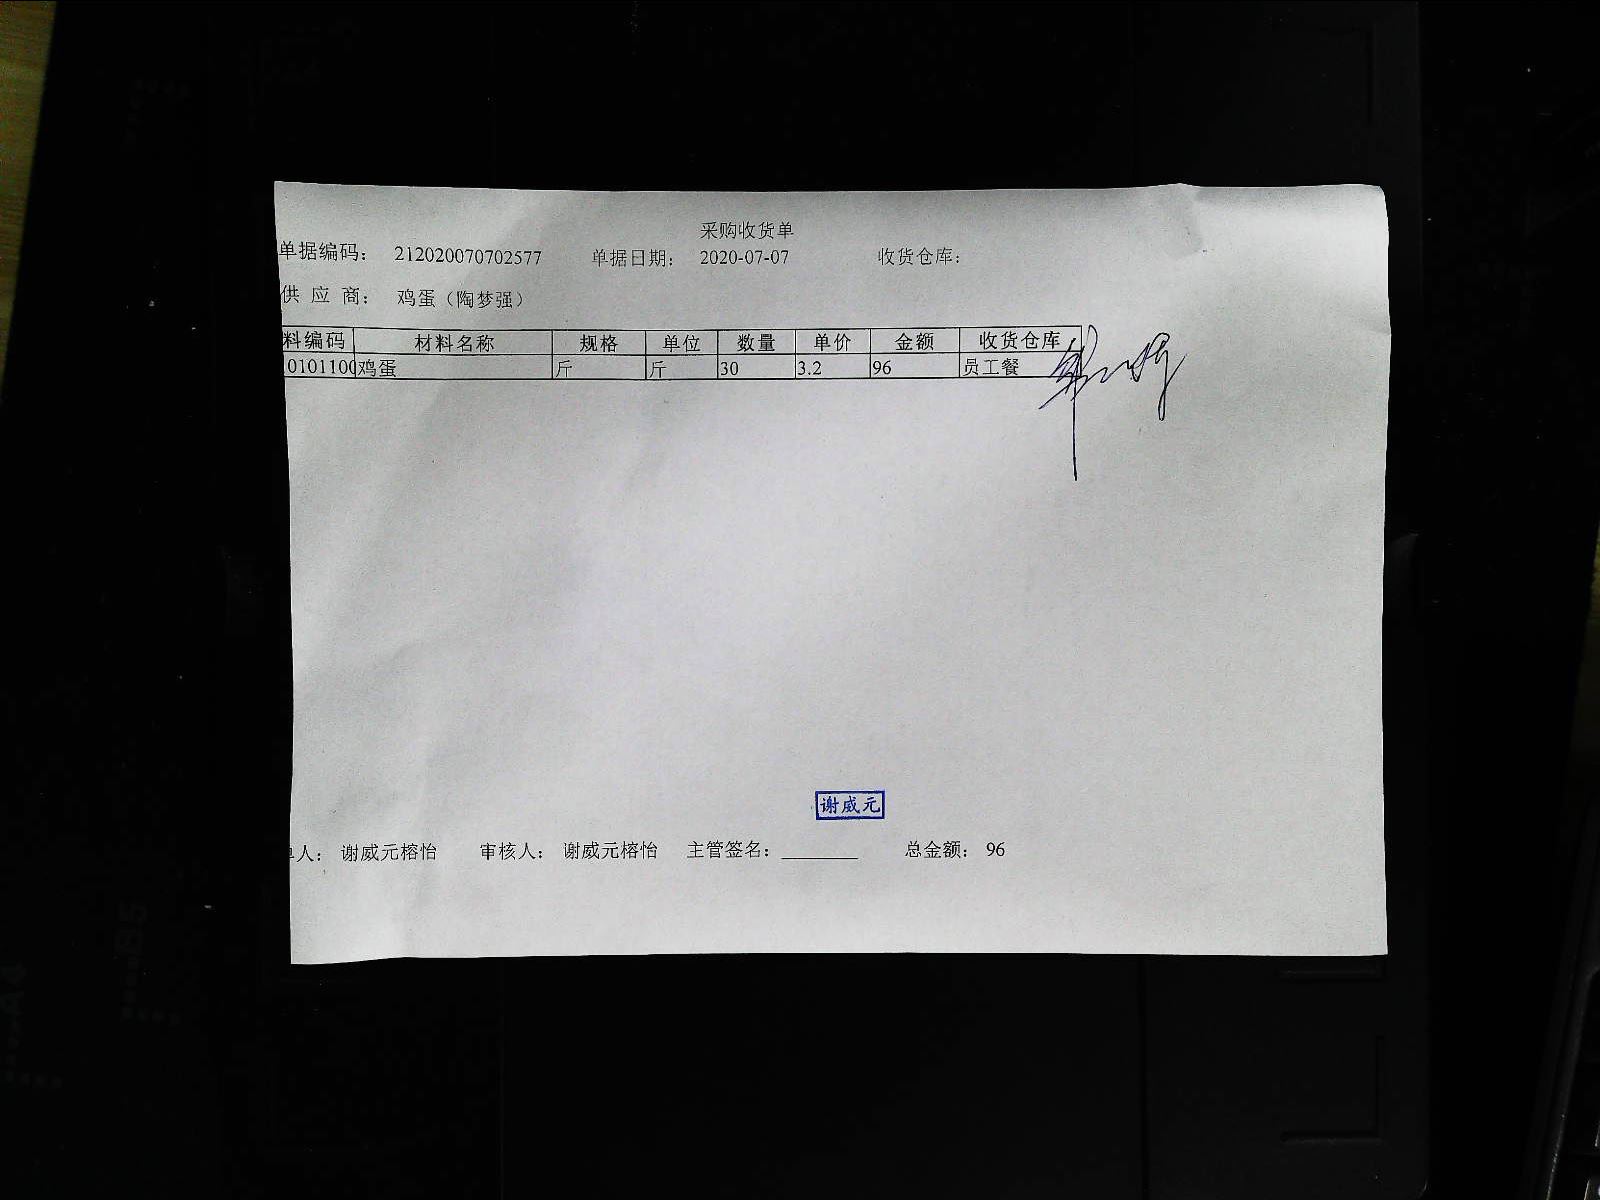 采购收货单
单据编码： 212020070702577 单据日期： 2020-07-07 收货仓库：
供 应 商： 鸡蛋（陶梦强）
料编码 材料名称 规格 单位 数量 单价 金额 收货仓库
0101100 鸡蛋 斤 斤 30 3.2 96 员工餐
谢威元
人： 谢威元榕怡 审核人： 谢威元榕怡 主管签名：________ 总金额： 96